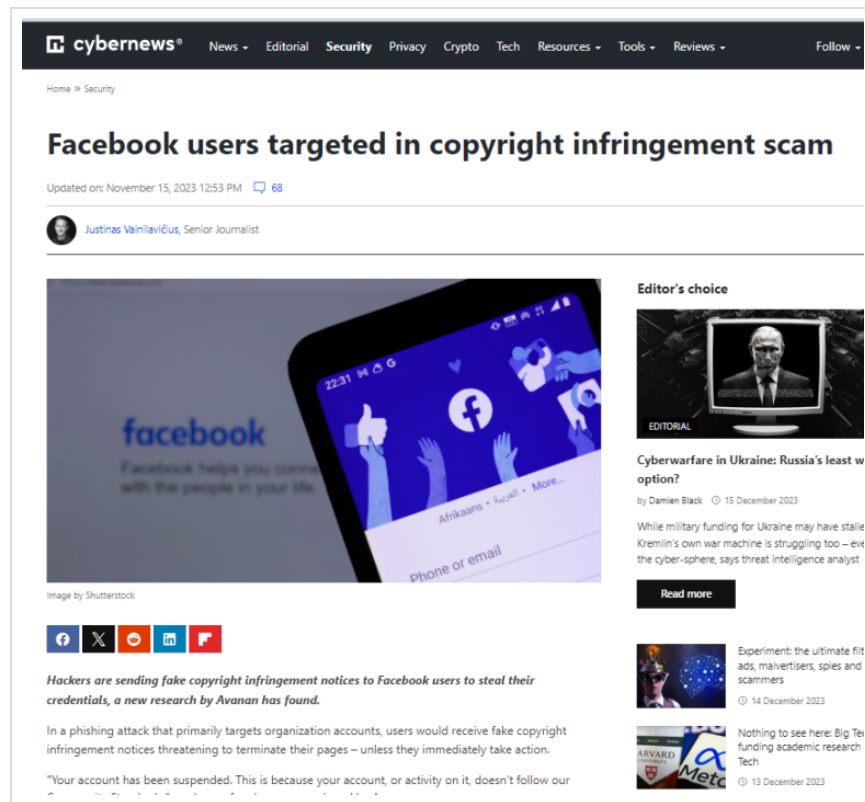 cybernews®
News Editorial Security Privacy Crypto Tech Resources Tools Reviews Follow
Home » Security
Facebook users targeted in copyright infringement scam
Updated on: November 15, 2023 12:53 PM 68
Justinas Vainilavičius, Senior Journalist
22:31
facebook
Facebook helps you conne
with the people in your life.
Afrikaans • العربية • More...
Phone or email
Image by Shutterstock
Hackers are sending fake copyright infringement notices to Facebook users to steal their
credentials, a new research by Avanan has found.
In a phishing attack that primarily targets organization accounts, users would receive fake copyright
infringement notices threatening to terminate their pages – unless they immediately take action.
"Your account has been suspended. This is because your account, or activity on it, doesn't follow our
Editor's choice
EDITORIAL
Cyberwarfare in Ukraine: Russia's least w
option?
by Damien Black 15 December 2023
While military funding for Ukraine may have stalle
Kremlin's own war machine is struggling too – eve
the cyber-sphere, says threat intelligence analyst
Read more
Experiment: the ultimate filt
ads, malvertisers, spies and
scammers
14 December 2023
Nothing to see here: Big Tec
funding academic research
Tech
13 December 2023